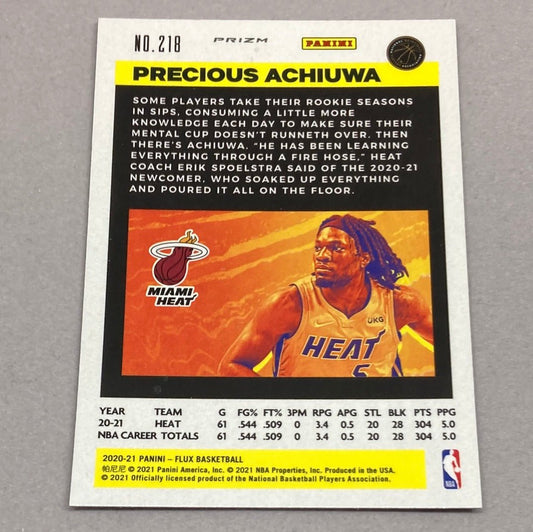 NO.218 PRIZM PANINI
PRECIOUS ACHIUWA
SOME PLAYERS TAKE THEIR ROOKIE SEASONS
IN SIPS, CONSUMING A LITTLE MORE
KNOWLEDGE EACH DAY TO MAKE SURE THEIR
MENTAL CUP DOESN'T RUNNETH OVER. THEN
THERE'S ACHIUWA. "HE HAS BEEN LEARNING
EVERYTHING THROUGH A FIRE HOSE," HEAT
COACH ERIK SPOELSTRA SAID OF THE 2020-21
NEWCOMER, WHO SOAKED UP EVERYTHING
AND POURED IT ALL ON THE FLOOR.
MIAMI
HEAT
UKG
HEAT
5
YEAR TEAM G FG% FT% 3PM RPG APG STL BLK PTS PPG
20-21 HEAT 61 .544 .509 0 3.4 0.5 20 28 304 5.0
NBA CAREER TOTALS 61 .544 .509 0 3.4 0.5 20 28 304 5.0
2020-21 PANINI – FLUX BASKETBALL
帕尼尼 © 2021 Panini America, Inc. © 2021 NBA Properties, Inc. Produced in the USA.
© 2021 Officially licensed product of the National Basketball Players Association.
NBA